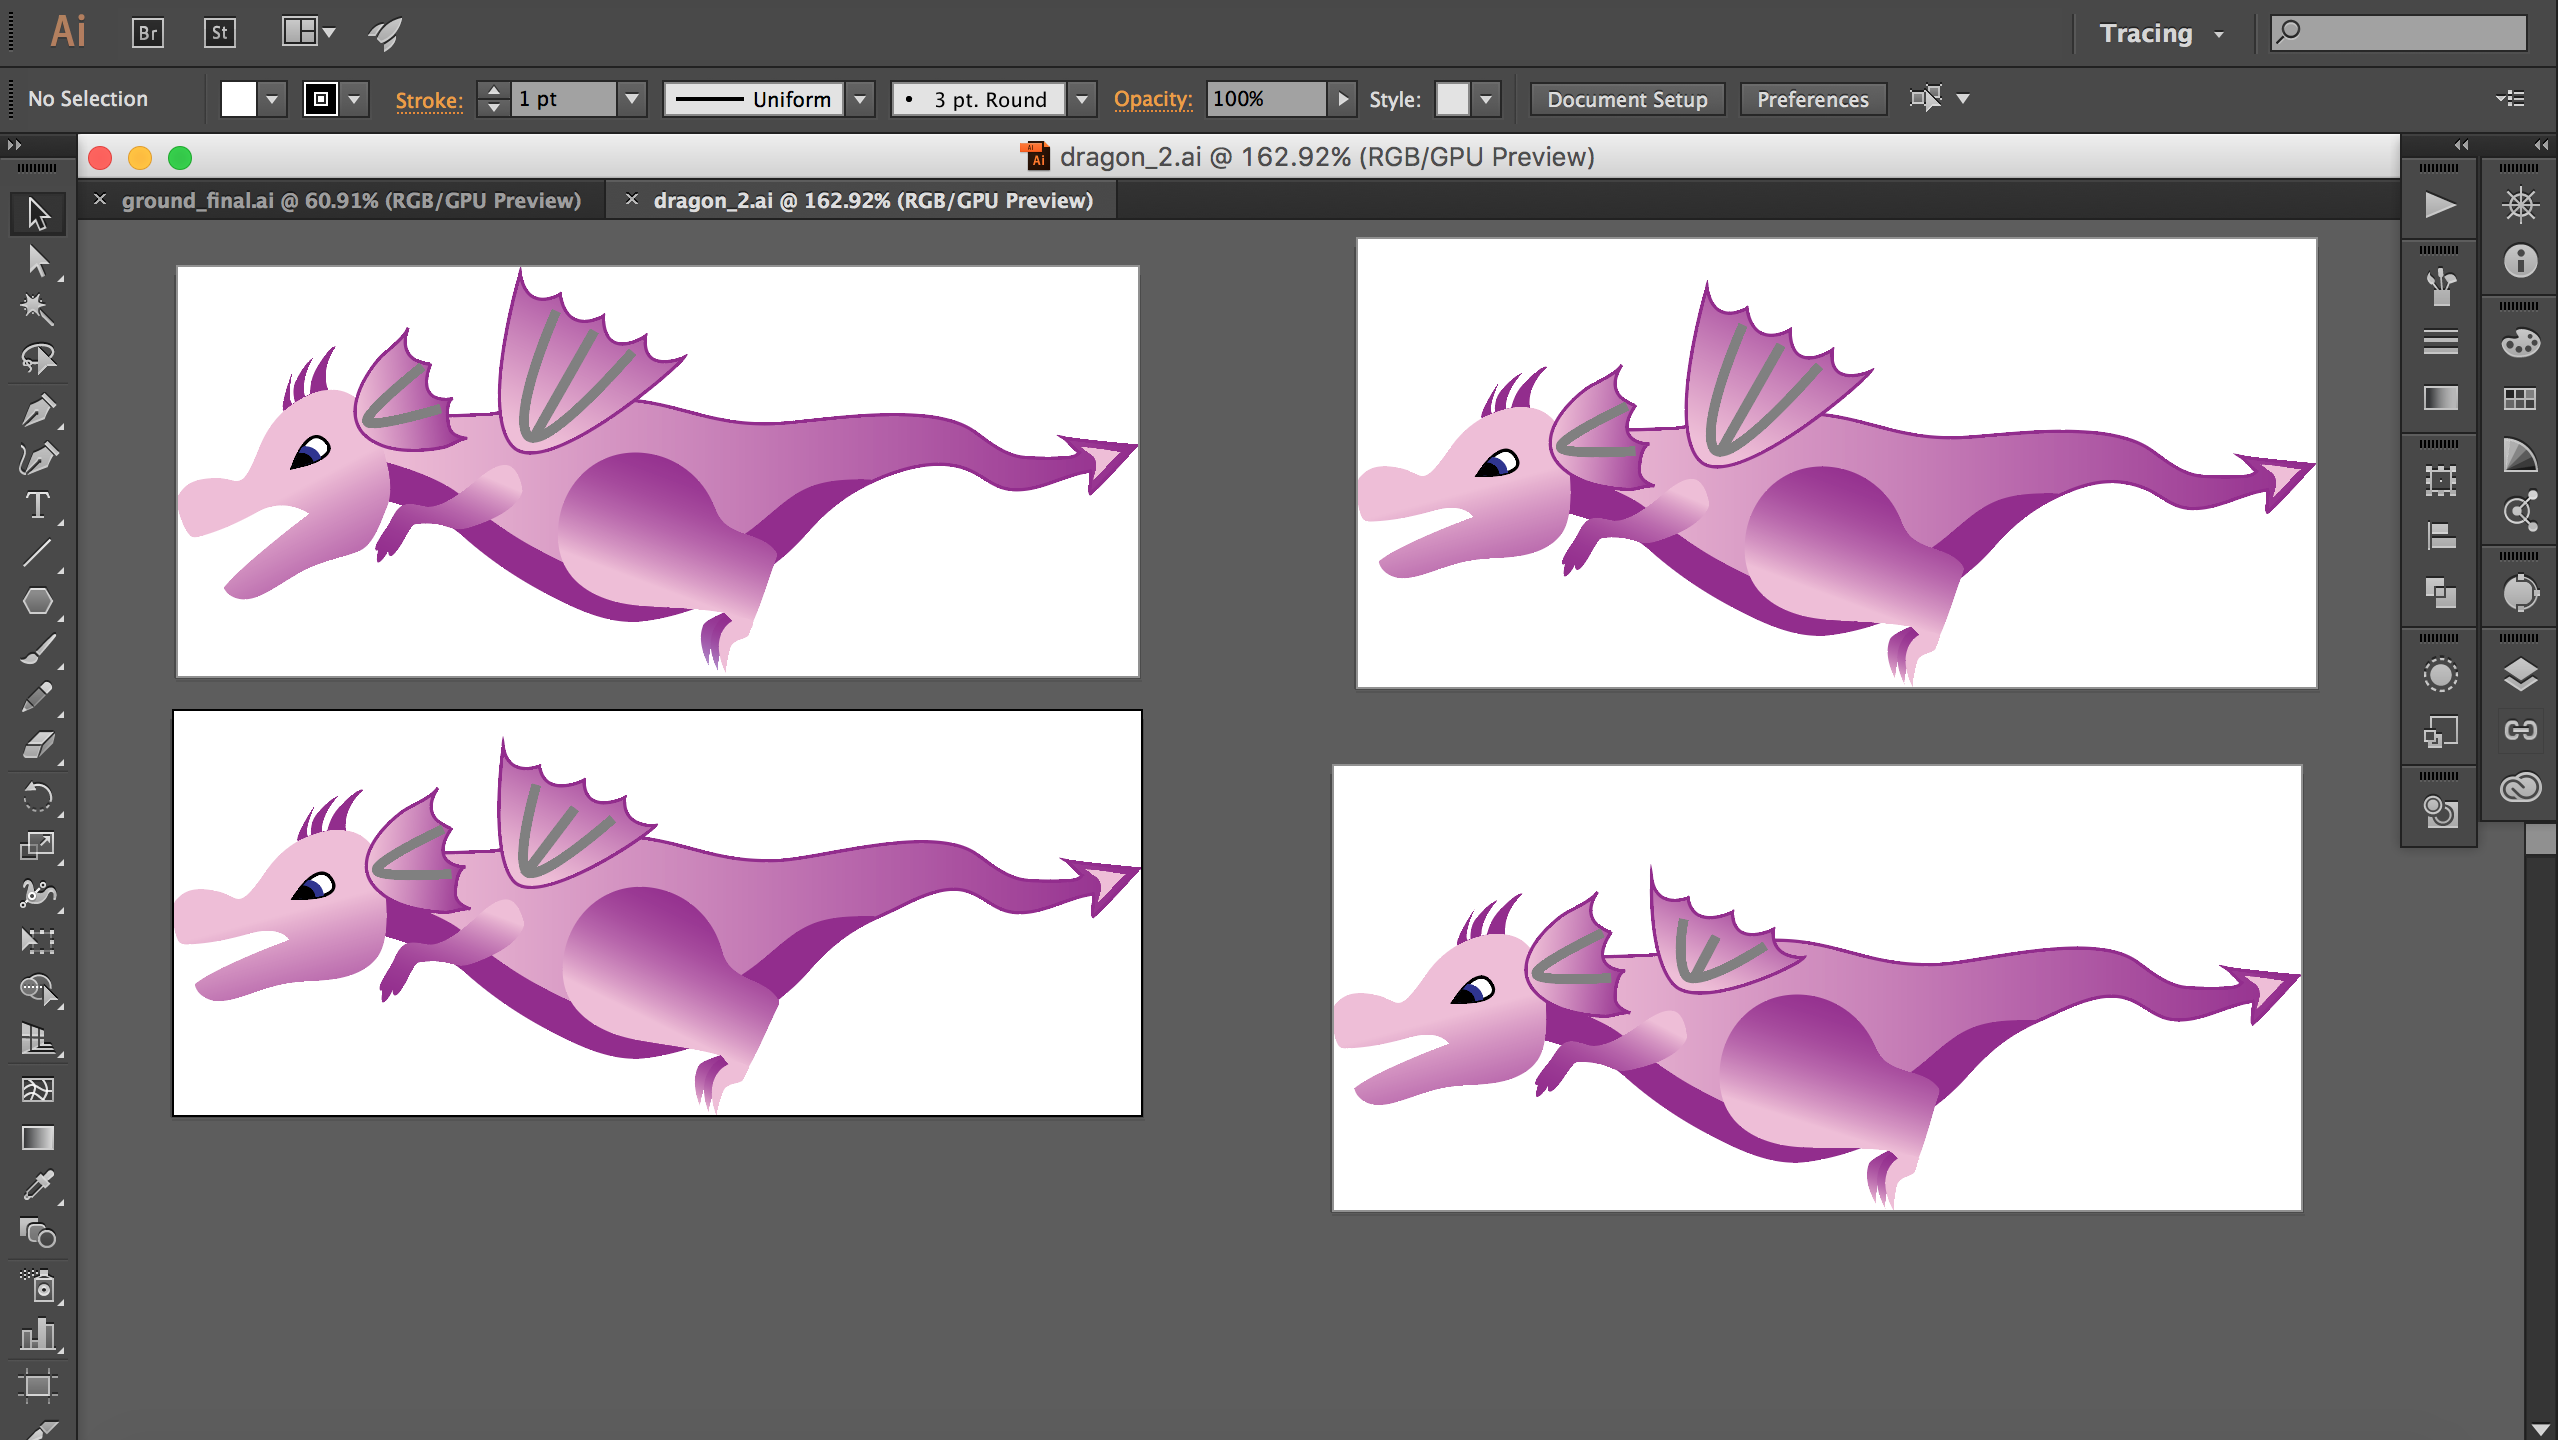 Ai Br St Tracing
No Selection Stroke: 1 pt Uniform 3 pt. Round Opacity: 100% Style: Document Setup Preferences
Ai dragon_2.ai @ 162.92% (RGB/GPU Preview)
× ground_final.ai @ 60.91% (RGB/GPU Preview) × dragon_2.ai @ 162.92% (RGB/GPU Preview)
T